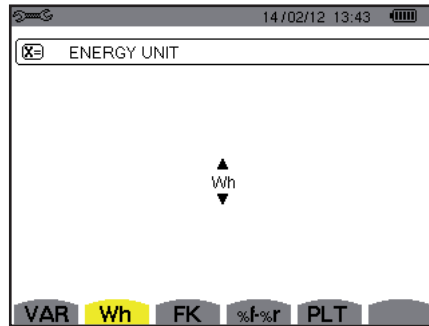 14/02/12 13:43
X= ENERGY UNIT
Wh
VAR Wh FK %f-%r PLT